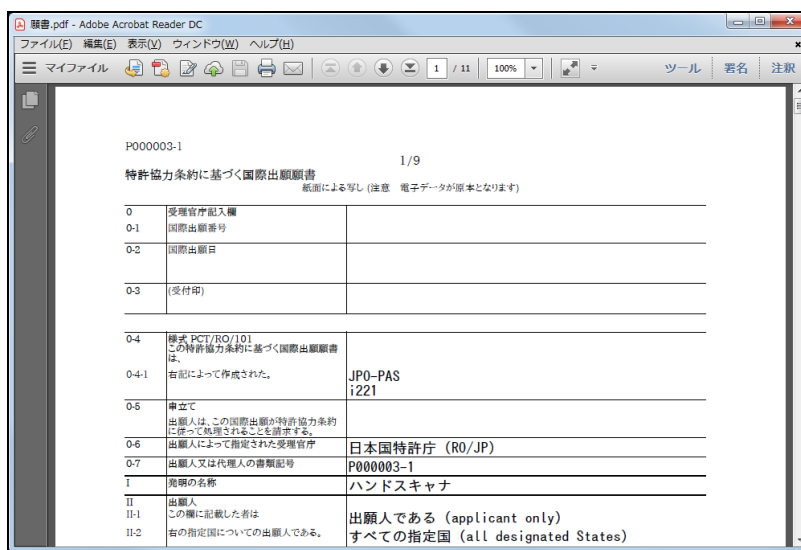 願書.pdf - Adobe Acrobat Reader DC
ファイル(F) 編集(E) 表示(V) ウィンドウ(W) ヘルプ(H)
マイファイル 1 / 11 100% ツール 署名 注釈
P000003-1
1/9
特許協力条約に基づく国際出願願書
紙面による写し (注意 電子データが原本となります)
0 受理官庁記入欄
0-1 国際出願番号
0-2 国際出願日
0-3 (受付印)
0-4 様式 PCT/RO/101
この特許協力条約に基づく国際出願願書
は、
0-4-1 右記によって作成された。 JPO-PAS
i221
0-5 申立て
出願人は、この国際出願が特許協力条約
に従って処理されることを請求する。
0-6 出願人によって指定された受理官庁 日本国特許庁 (RO/JP)
0-7 出願人又は代理人の書類記号 P000003-1
I 発明の名称 ハンドスキャナ
II 出願人
II-1 この欄に記載した者は 出願人である (applicant only)
II-2 右の指定国についての出願人である。 すべての指定国 (all designated States)